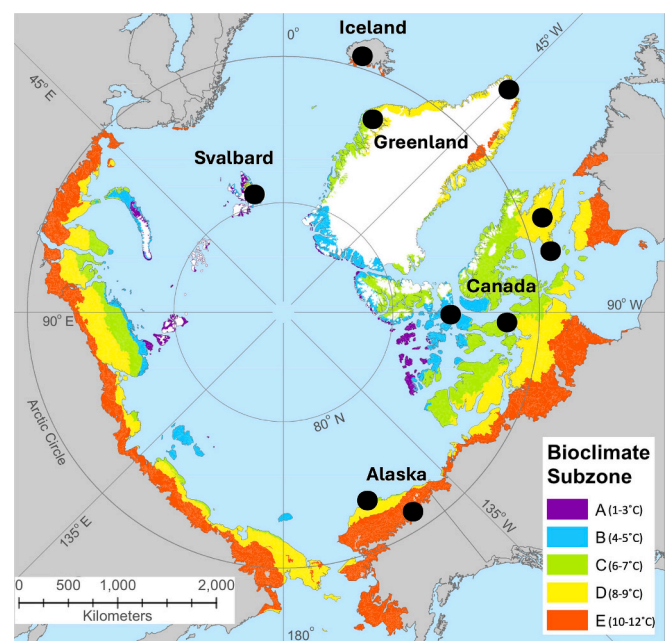 Iceland
0°
45° W
45° E
Greenland
Svalbard
Canada
90° E
90° W
80° N
Arctic Circle
Alaska
135° W
135° E
180°
0 500 1,000 2,000
Kilometers
Bioclimate
Subzone
A (1-3°C)
B (4-5°C)
C (6-7°C)
D (8-9°C)
E (10-12°C)